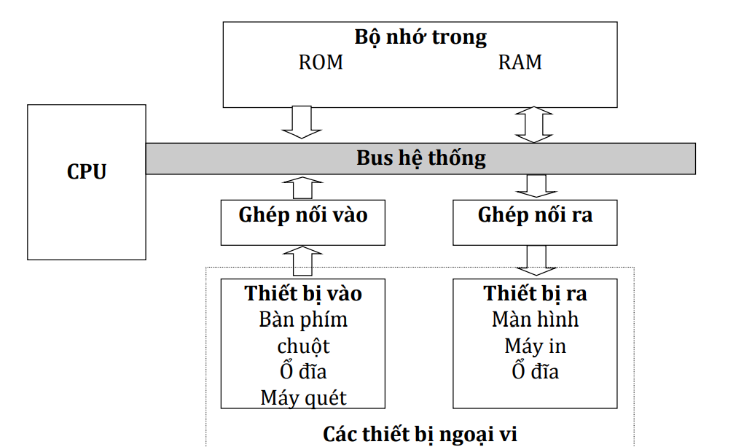 Bộ nhớ trong
ROM RAM
CPU
Bus hệ thống
Ghép nối vào
Ghép nối ra
Thiết bị vào
Bàn phím
chuột
Ổ đĩa
Máy quét
Thiết bị ra
Màn hình
Máy in
Ổ đĩa
Các thiết bị ngoại vi